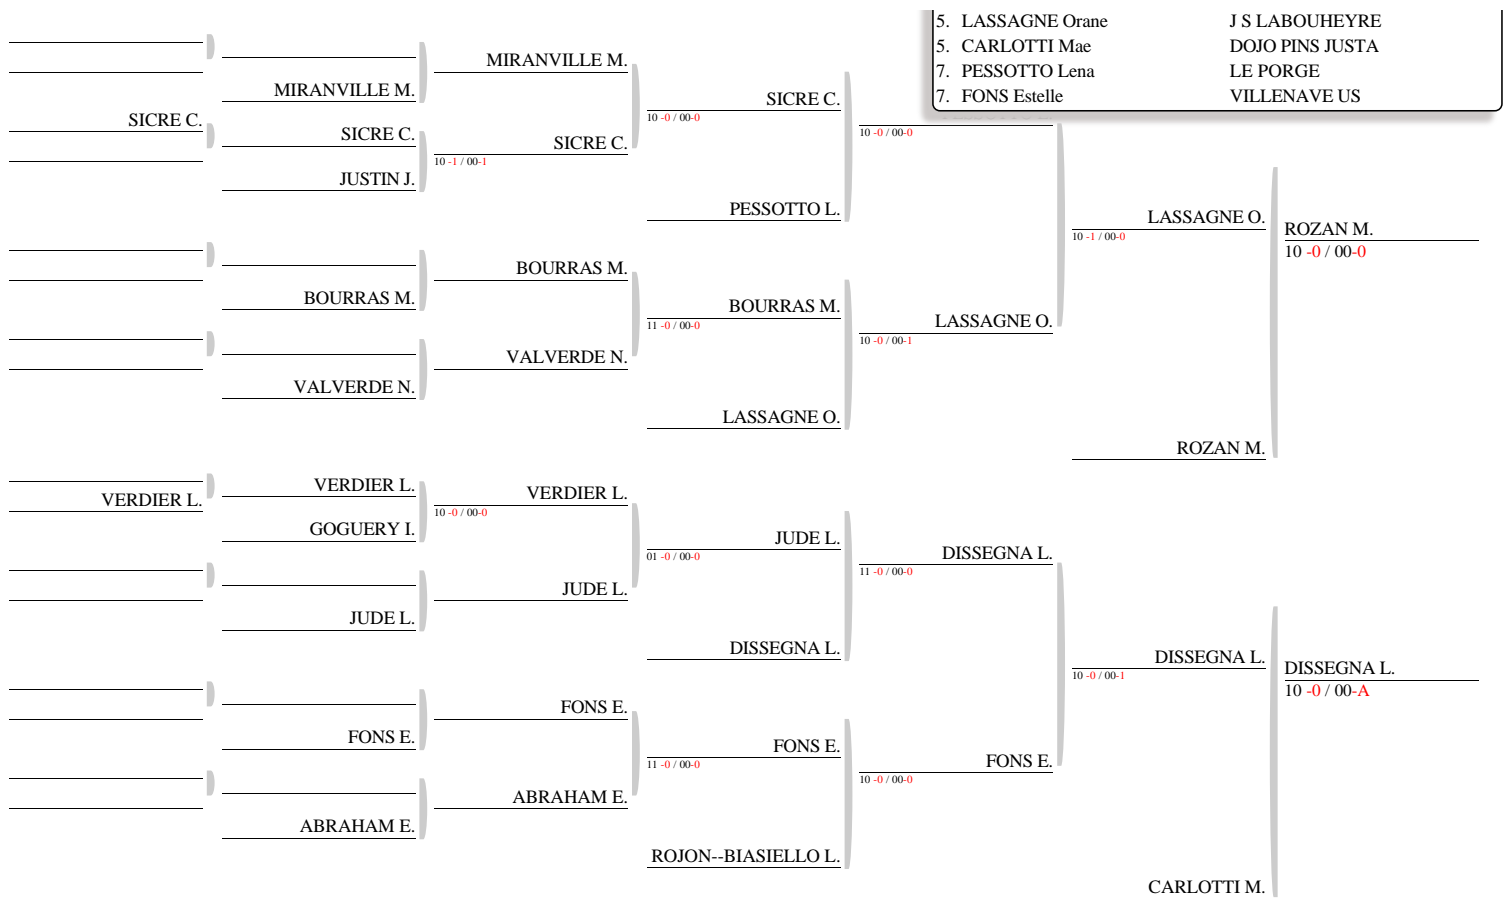 5. LASSAGNE Orane J S LABOUHEYRE
5. CARLOTTI Mae DOJO PINS JUSTA
7. PESSOTTO Lena LE PORGE
7. FONS Estelle VILLENAVE US
SICRE C.
VERDIER L.
MIRANVILLE M.
SICRE C.
JUSTIN J.
BOURRAS M.
VALVERDE N.
VERDIER L.
GOGUERY I.
JUDE L.
FONS E.
ABRAHAM E.
MIRANVILLE M.
SICRE C.
10 -1 / 00-1
BOURRAS M.
VALVERDE N.
VERDIER L.
10 -0 / 00-0
JUDE L.
FONS E.
ABRAHAM E.
SICRE C.
10 -0 / 00-0
PESSOTTO L.
BOURRAS M.
11 -0 / 00-0
LASSAGNE O.
JUDE L.
01 -0 / 00-0
DISSEGNA L.
FONS E.
11 -0 / 00-0
ROJON--BIASIELLO L.
10 -0 / 00-0
LASSAGNE O.
10 -0 / 00-1
DISSEGNA L.
11 -0 / 00-0
FONS E.
10 -0 / 00-0
LASSAGNE O.
10 -1 / 00-0
ROZAN M.
DISSEGNA L.
10 -0 / 00-1
CARLOTTI M.
ROZAN M.
10 -0 / 00-0
DISSEGNA L.
10 -0 / 00-A